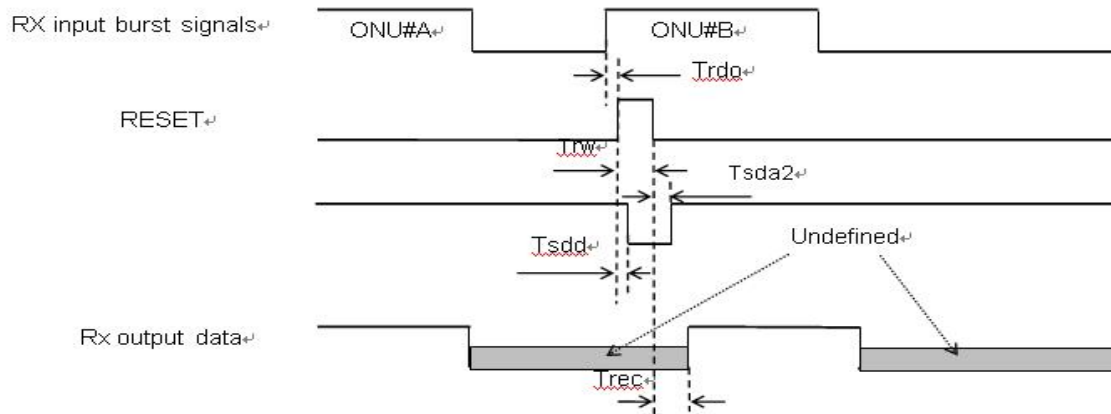 RX input burst signals↵
ONU#A↵
ONU#B↵
Trdo↵
RESET↵
Trw↵
Tsda2↵
Tsdd↵
Undefined↵
Rx output data↵
Trec↵